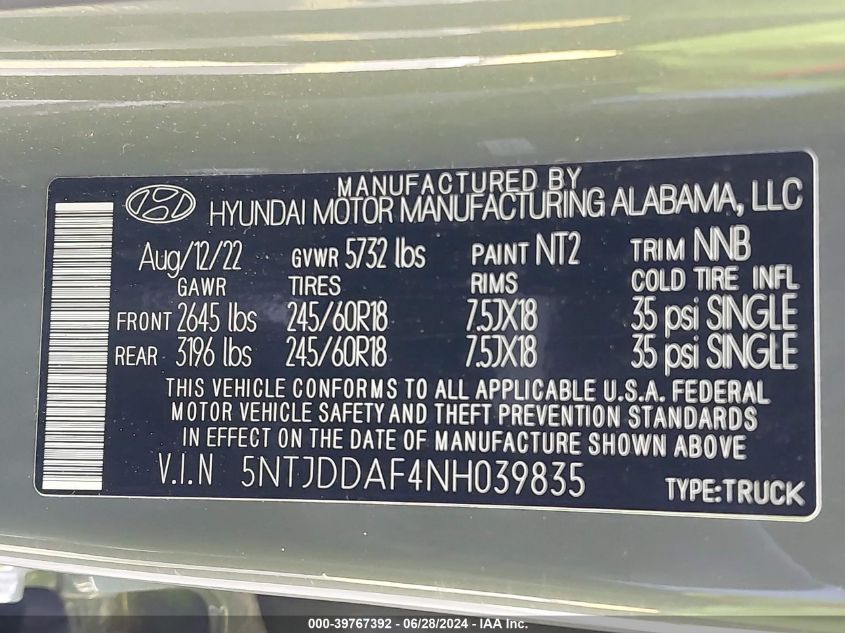 MANUFACTURED BY
HYUNDAI MOTOR MANUFACTURING ALABAMA, LLC
Aug/12/22 GVWR 5732 lbs PAINT NT2 TRIM NNB
GAWR TIRES RIMS COLD TIRE INFL
FRONT 2645 lbs 245/60R18 7.5JX18 35 psi SINGLE
REAR 3196 lbs 245/60R18 7.5JX18 35 psi SINGLE
THIS VEHICLE CONFORMS TO ALL APPLICABLE U.S.A. FEDERAL
MOTOR VEHICLE SAFETY AND THEFT PREVENTION STANDARDS
IN EFFECT ON THE DATE OF MANUFACTURE SHOWN ABOVE
V.I.N 5NTJDDAF4NH039835 TYPE:TRUCK
000-39767392 - 06/28/2024 - IAA Inc.